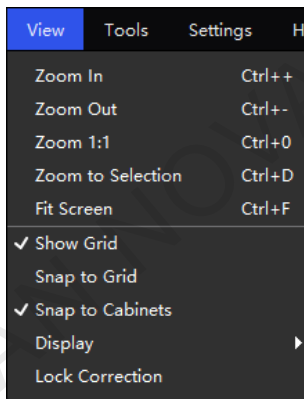 View Tools Settings H
Zoom In Ctrl++
Zoom Out Ctrl+-
Zoom 1:1 Ctrl+0
Zoom to Selection Ctrl+D
Fit Screen Ctrl+F
✓ Show Grid
Snap to Grid
✓ Snap to Cabinets
Display
Lock Correction